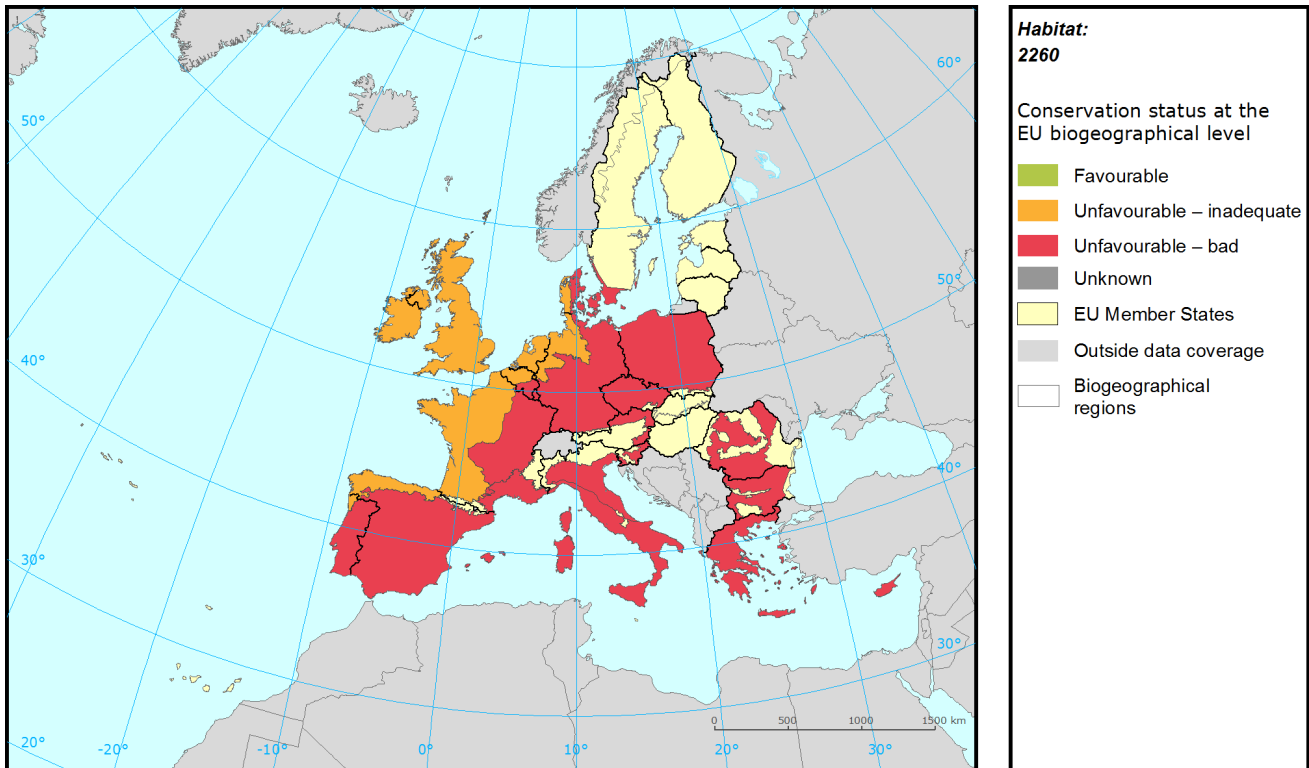 60°
50°
50°
40°
40°
30°
30°
20°
-20°
-10°
0°
10°
20°
30°
0
500
1000
1500 km
Habitat:
2260
Conservation status at the
EU biogeographical level
Favourable
Unfavourable – inadequate
Unfavourable – bad
Unknown
EU Member States
Outside data coverage
Biogeographical
regions